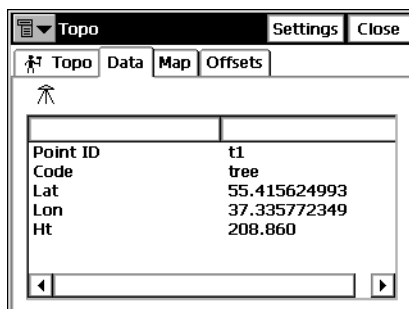 Topo Settings Close
Topo Data Map Offsets
Point ID t1
Code tree
Lat 55.415624993
Lon 37.335772349
Ht 208.860